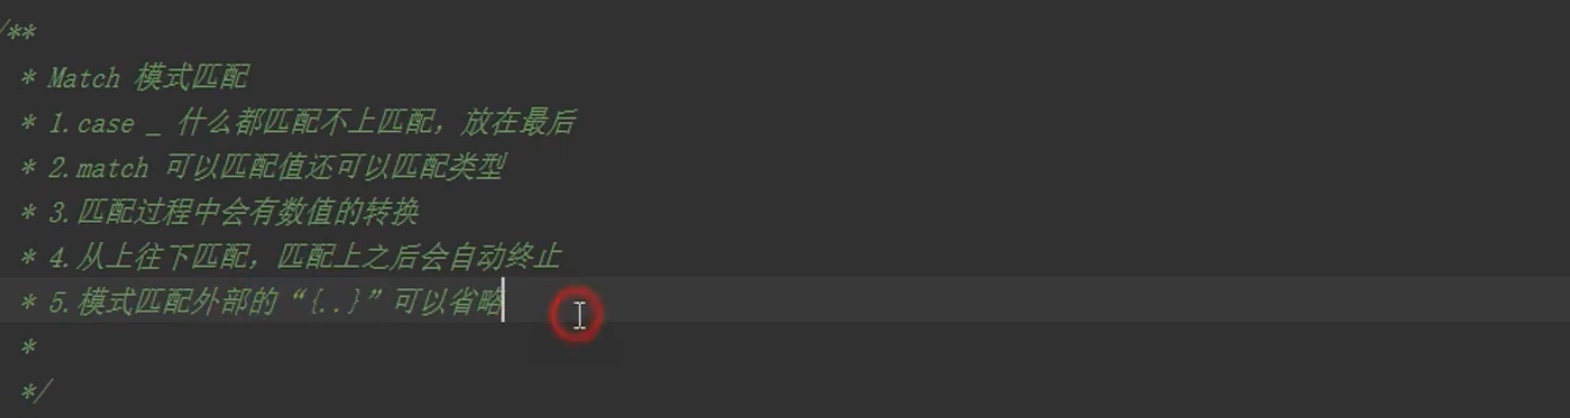 /**
* Match 模式匹配
* 1.case _ 什么都匹配不上匹配，放在最后
* 2.match 可以匹配值还可以匹配类型
* 3.匹配过程中会有数值的转换
* 4.从上往下匹配，匹配上之后会自动终止
* 5.模式匹配外部的“{..}”可以省略
*
*/